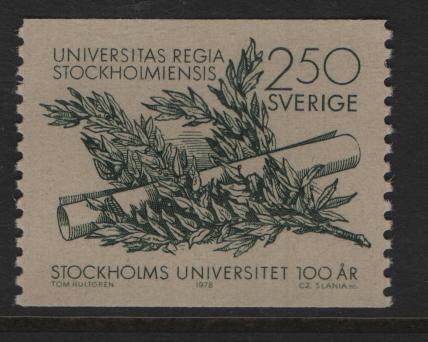 UNIVERSITAS REGIA
STOCKHOLMIENSIS
2 50
SVERIGE
STOCKHOLMS UNIVERSITET 100 ÅR
TOM HULTGREN 1978 CZ. SLANIA sc.